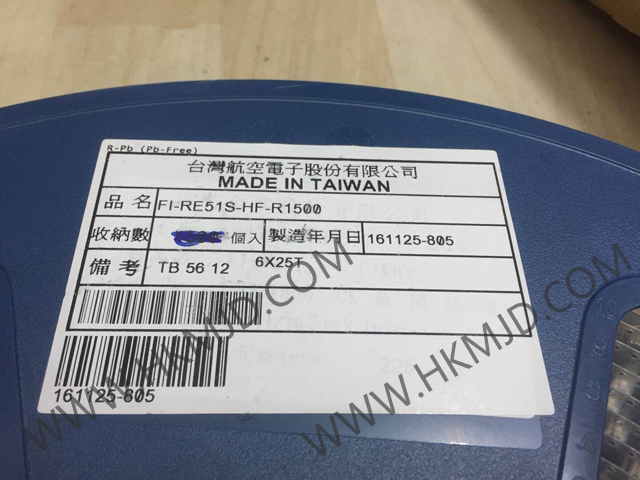 R-Pb (Pb-Free)
台灣航空電子股份有限公司
MADE IN TAIWAN
品名 FI-RE51S-HF-R1500
收納數 個入 製造年月日 161125-805
備考 TB 56 12 6X25T
161125-805
WWW.HKMJD.COM
WWW.HKMJD.COM